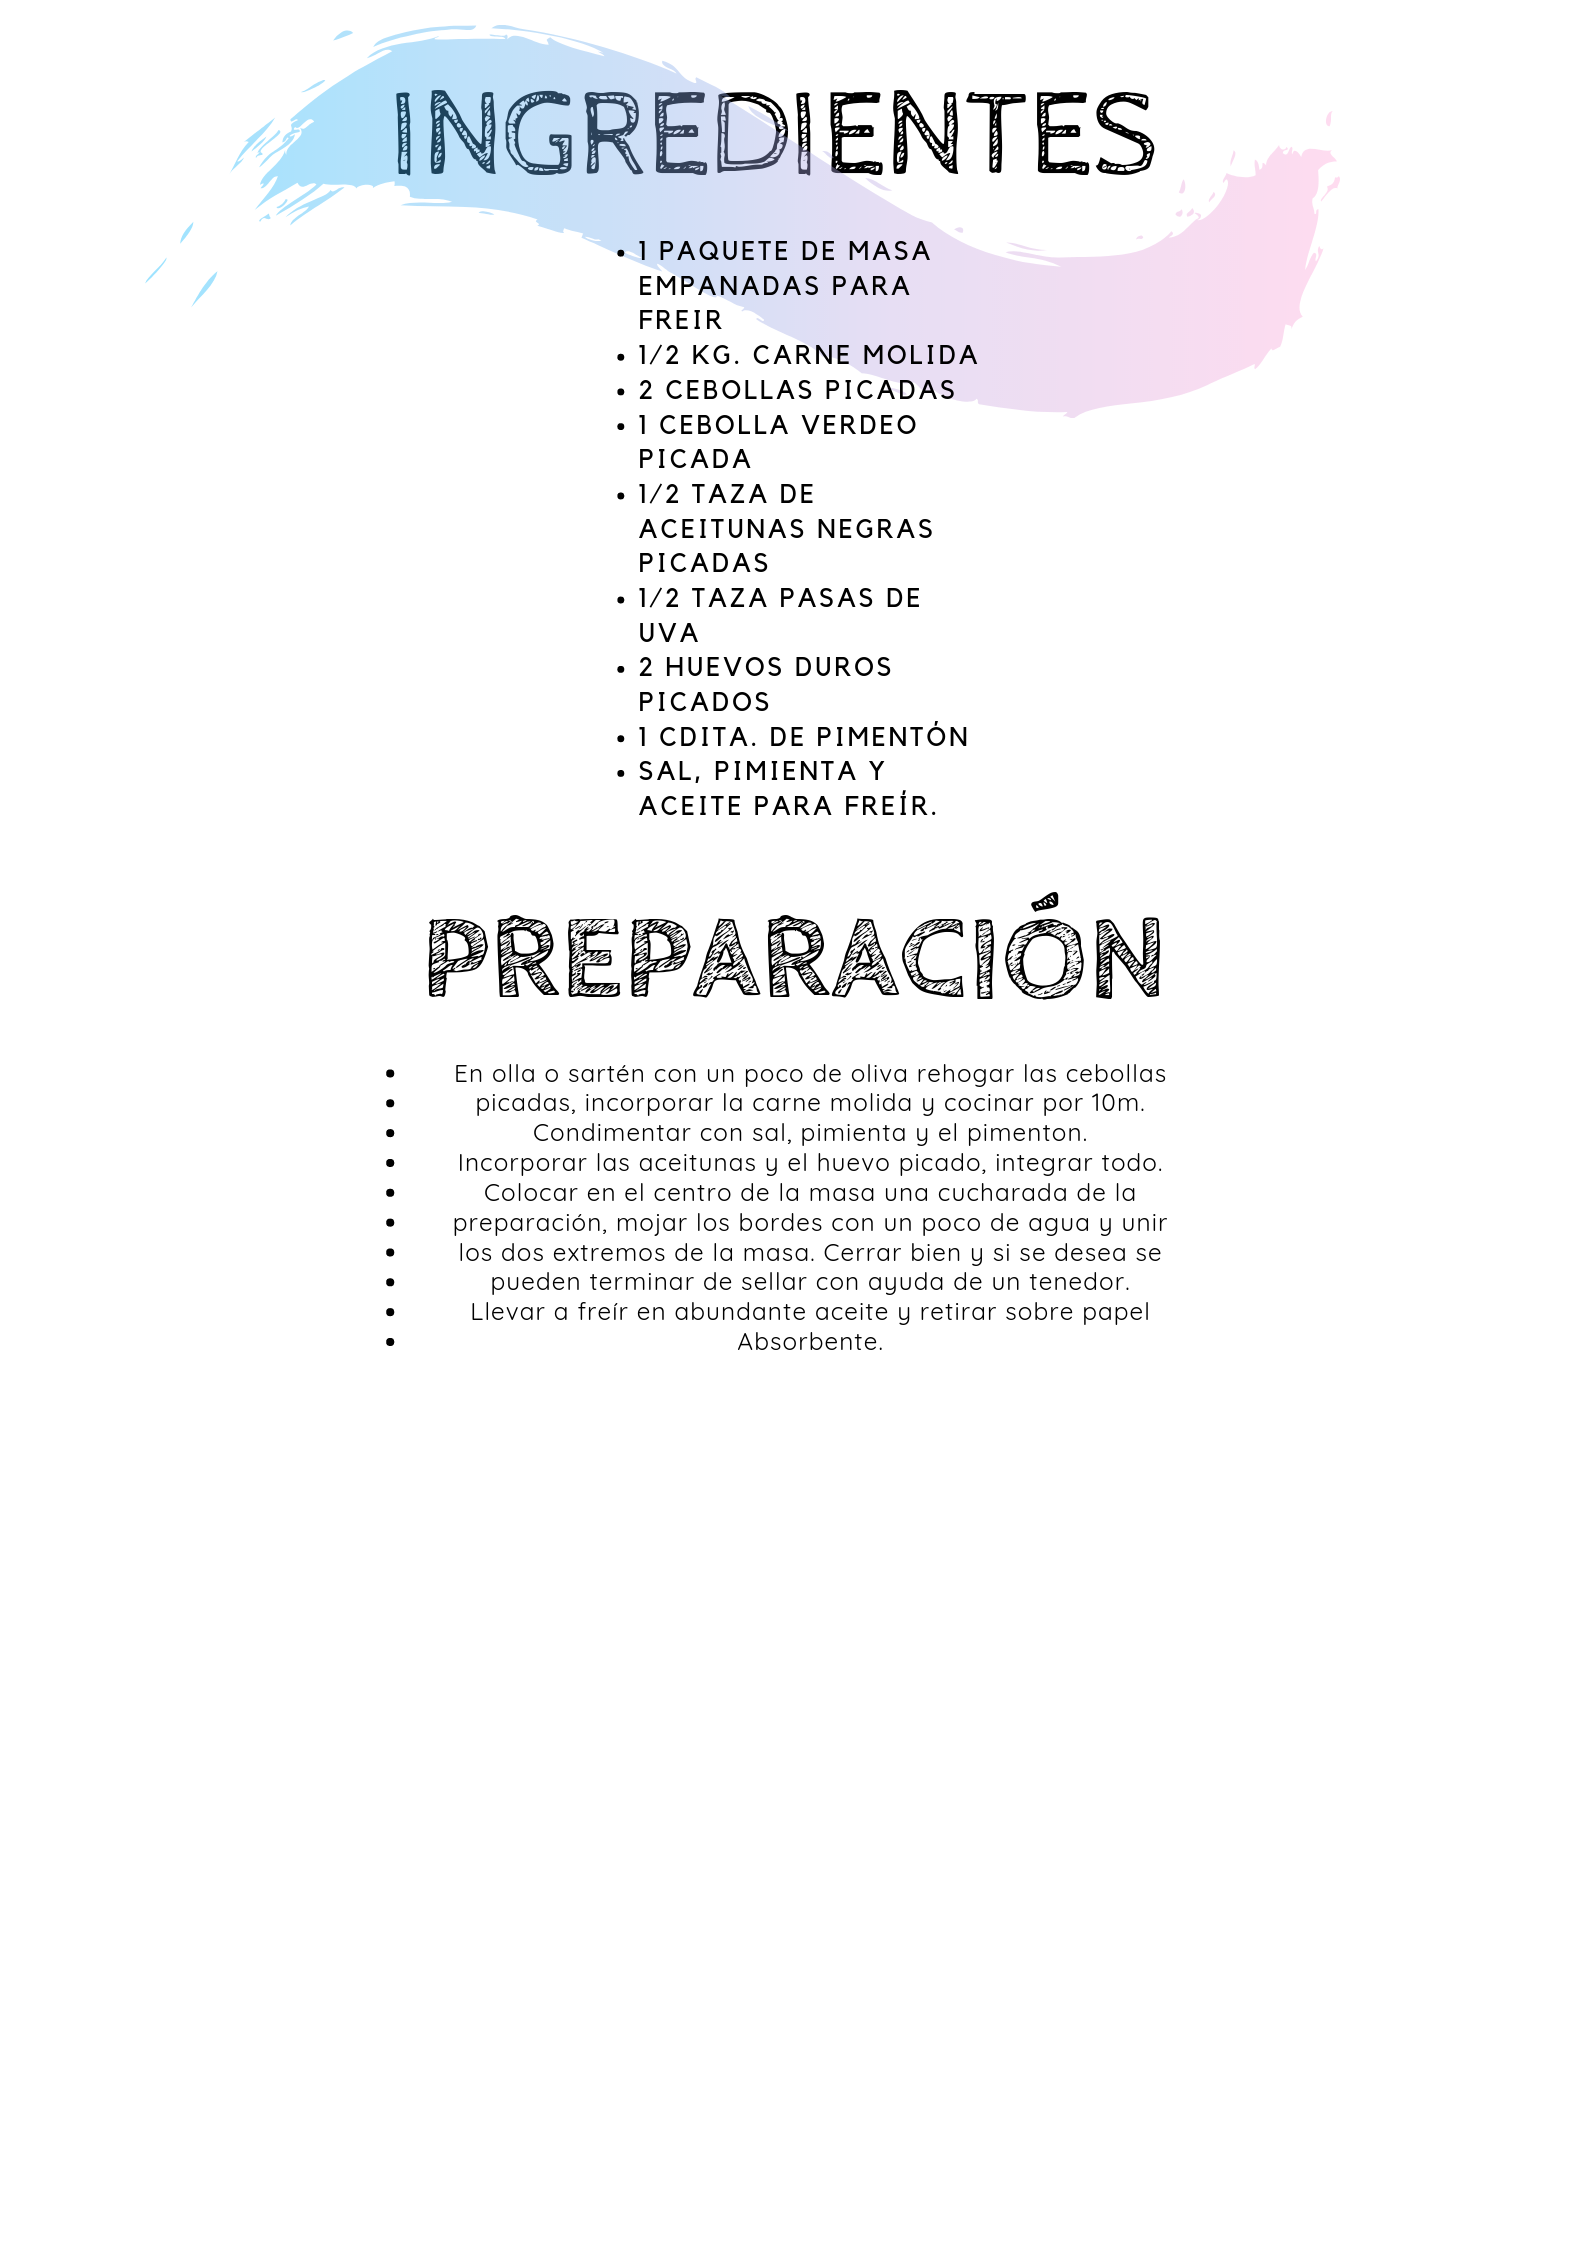 INGREDIENTES
• 1 PAQUETE DE MASA
EMPANADAS PARA
FREIR
• 1/2 KG. CARNE MOLIDA
• 2 CEBOLLAS PICADAS
• 1 CEBOLLA VERDEO
PICADA
• 1/2 TAZA DE
ACEITUNAS NEGRAS
PICADAS
• 1/2 TAZA PASAS DE
UVA
• 2 HUEVOS DUROS
PICADOS
• 1 CDITA. DE PIMENTÓN
• SAL, PIMIENTA Y
ACEITE PARA FREÍR.
PREPARACIÓN
• En olla o sartén con un poco de oliva rehogar las cebollas
• picadas, incorporar la carne molida y cocinar por 10m.
• Condimentar con sal, pimienta y el pimenton.
• Incorporar las aceitunas y el huevo picado, integrar todo.
• Colocar en el centro de la masa una cucharada de la
• preparación, mojar los bordes con un poco de agua y unir
• los dos extremos de la masa. Cerrar bien y si se desea se
• pueden terminar de sellar con ayuda de un tenedor.
• Llevar a freír en abundante aceite y retirar sobre papel
• Absorbente.